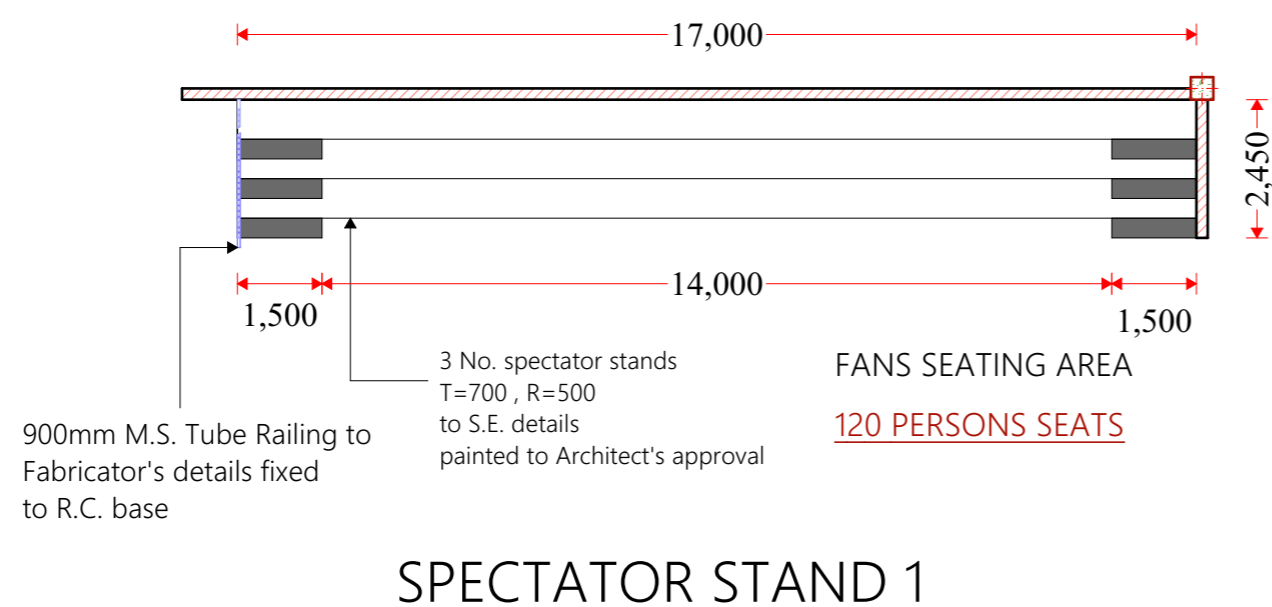 17,000
2,450
14,000
1,500
1,500
3 No. spectator stands
T=700 , R=500
to S.E. details
painted to Architect's approval
FANS SEATING AREA
120 PERSONS SEATS
900mm M.S. Tube Railing to
Fabricator's details fixed
to R.C. base
SPECTATOR STAND 1